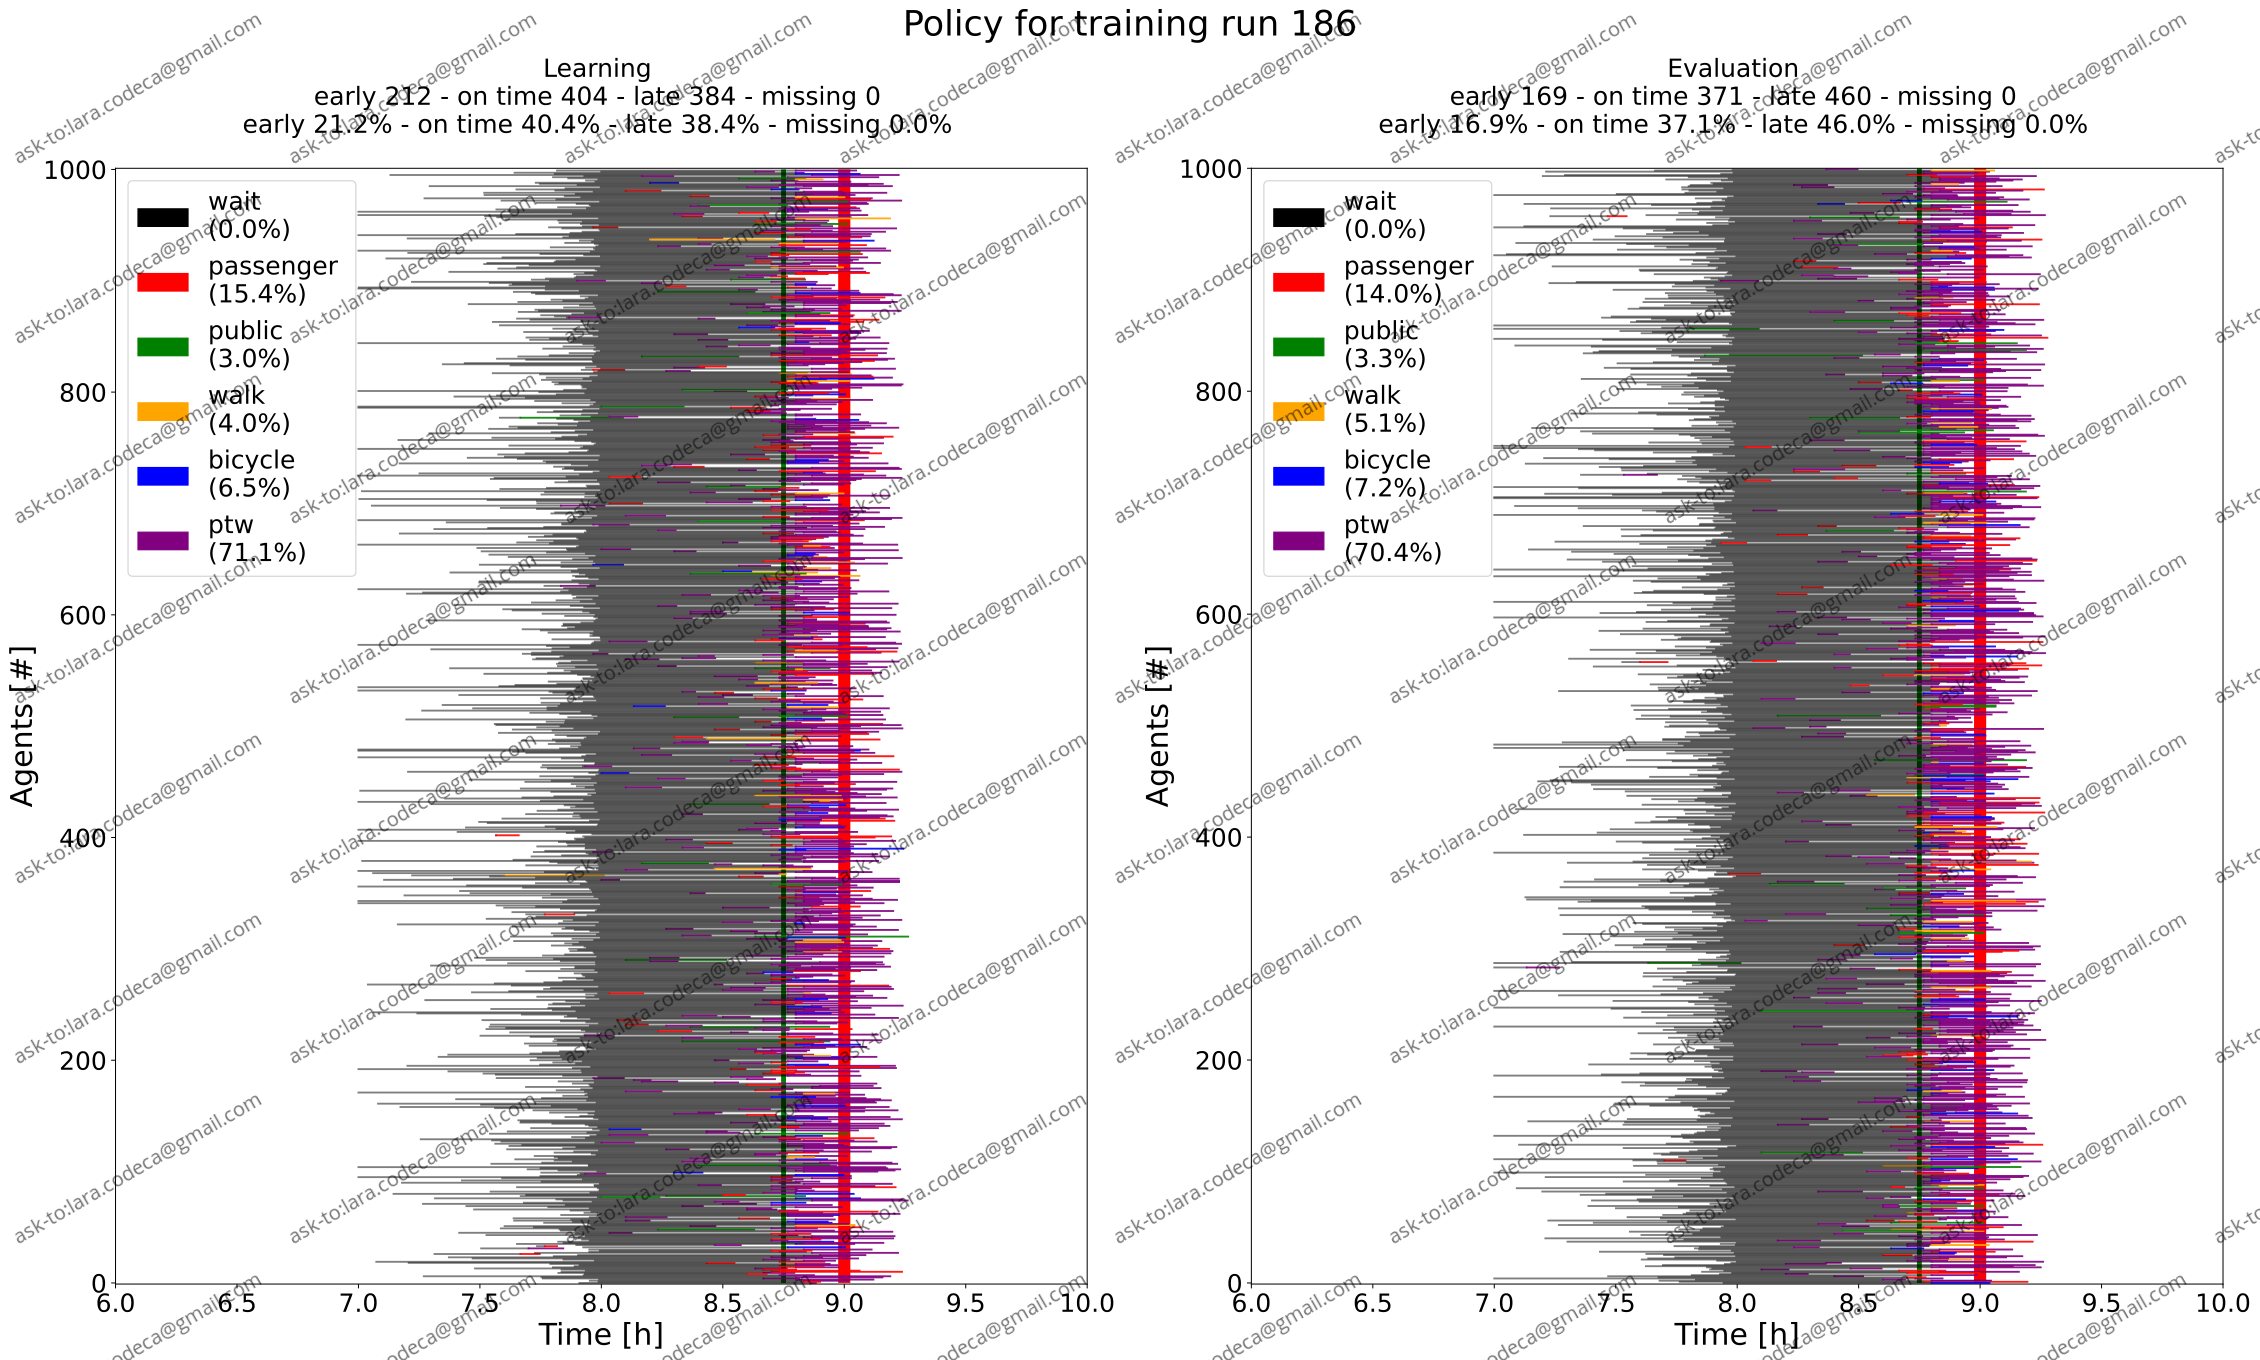 Policy for training run 186
Learning
early 212 - on time 404 - late 384 - missing 0
early 21.2% - on time 40.4% - late 38.4% - missing 0.0%
1000
800
600
400
200
0
Agents [#]
wait
(0.0%)
passenger
(15.4%)
public
(3.0%)
walk
(4.0%)
bicycle
(6.5%)
ptw
(71.1%)
6.0 6.5 7.0 7.5 8.0 8.5 9.0 9.5 10.0
Time [h]
Evaluation
early 169 - on time 371 - late 460 - missing 0
early 16.9% - on time 37.1% - late 46.0% - missing 0.0%
1000
800
600
400
200
0
Agents [#]
wait
(0.0%)
passenger
(14.0%)
public
(3.3%)
walk
(5.1%)
bicycle
(7.2%)
ptw
(70.4%)
6.0 6.5 7.0 7.5 8.0 8.5 9.0 9.5 10.0
Time [h]
ask-to:lara.codeca@gmail.com